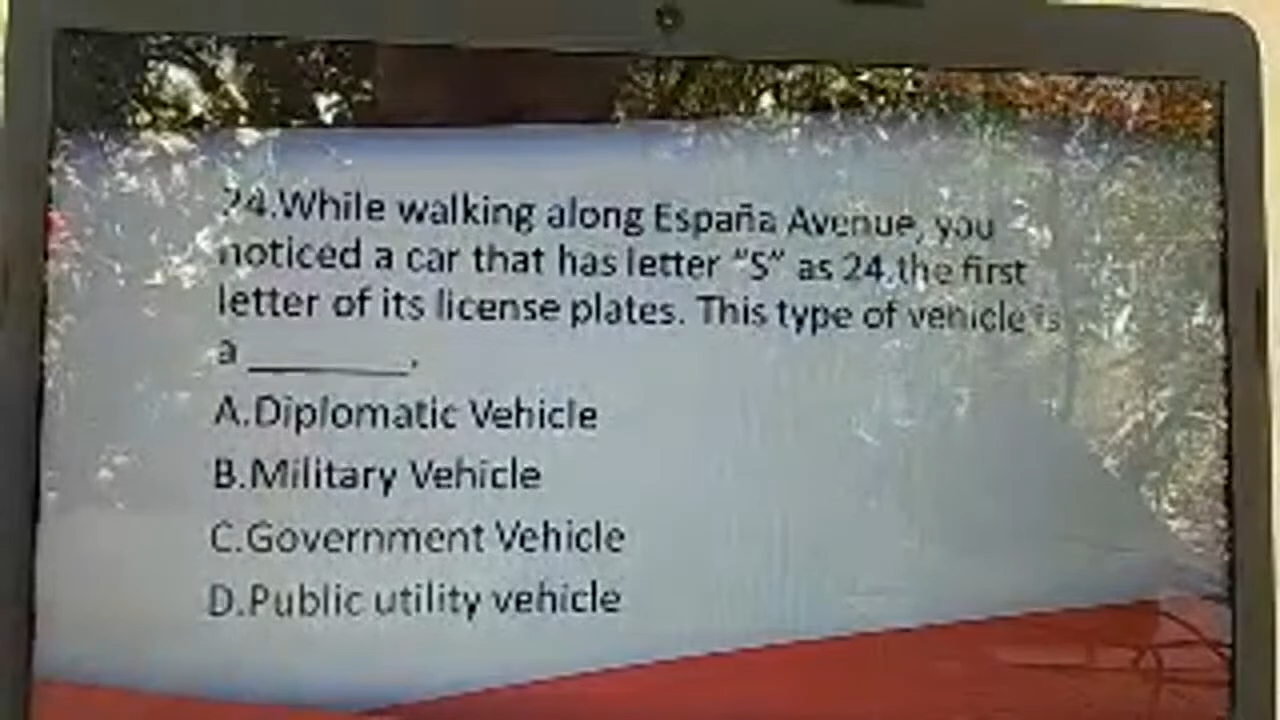 24.While walking along España Avenue, you
noticed a car that has letter “S” as 24.the first
letter of its license plates. This type of vehicle is
a ________.
A.Diplomatic Vehicle
B.Military Vehicle
C.Government Vehicle
D.Public utility vehicle